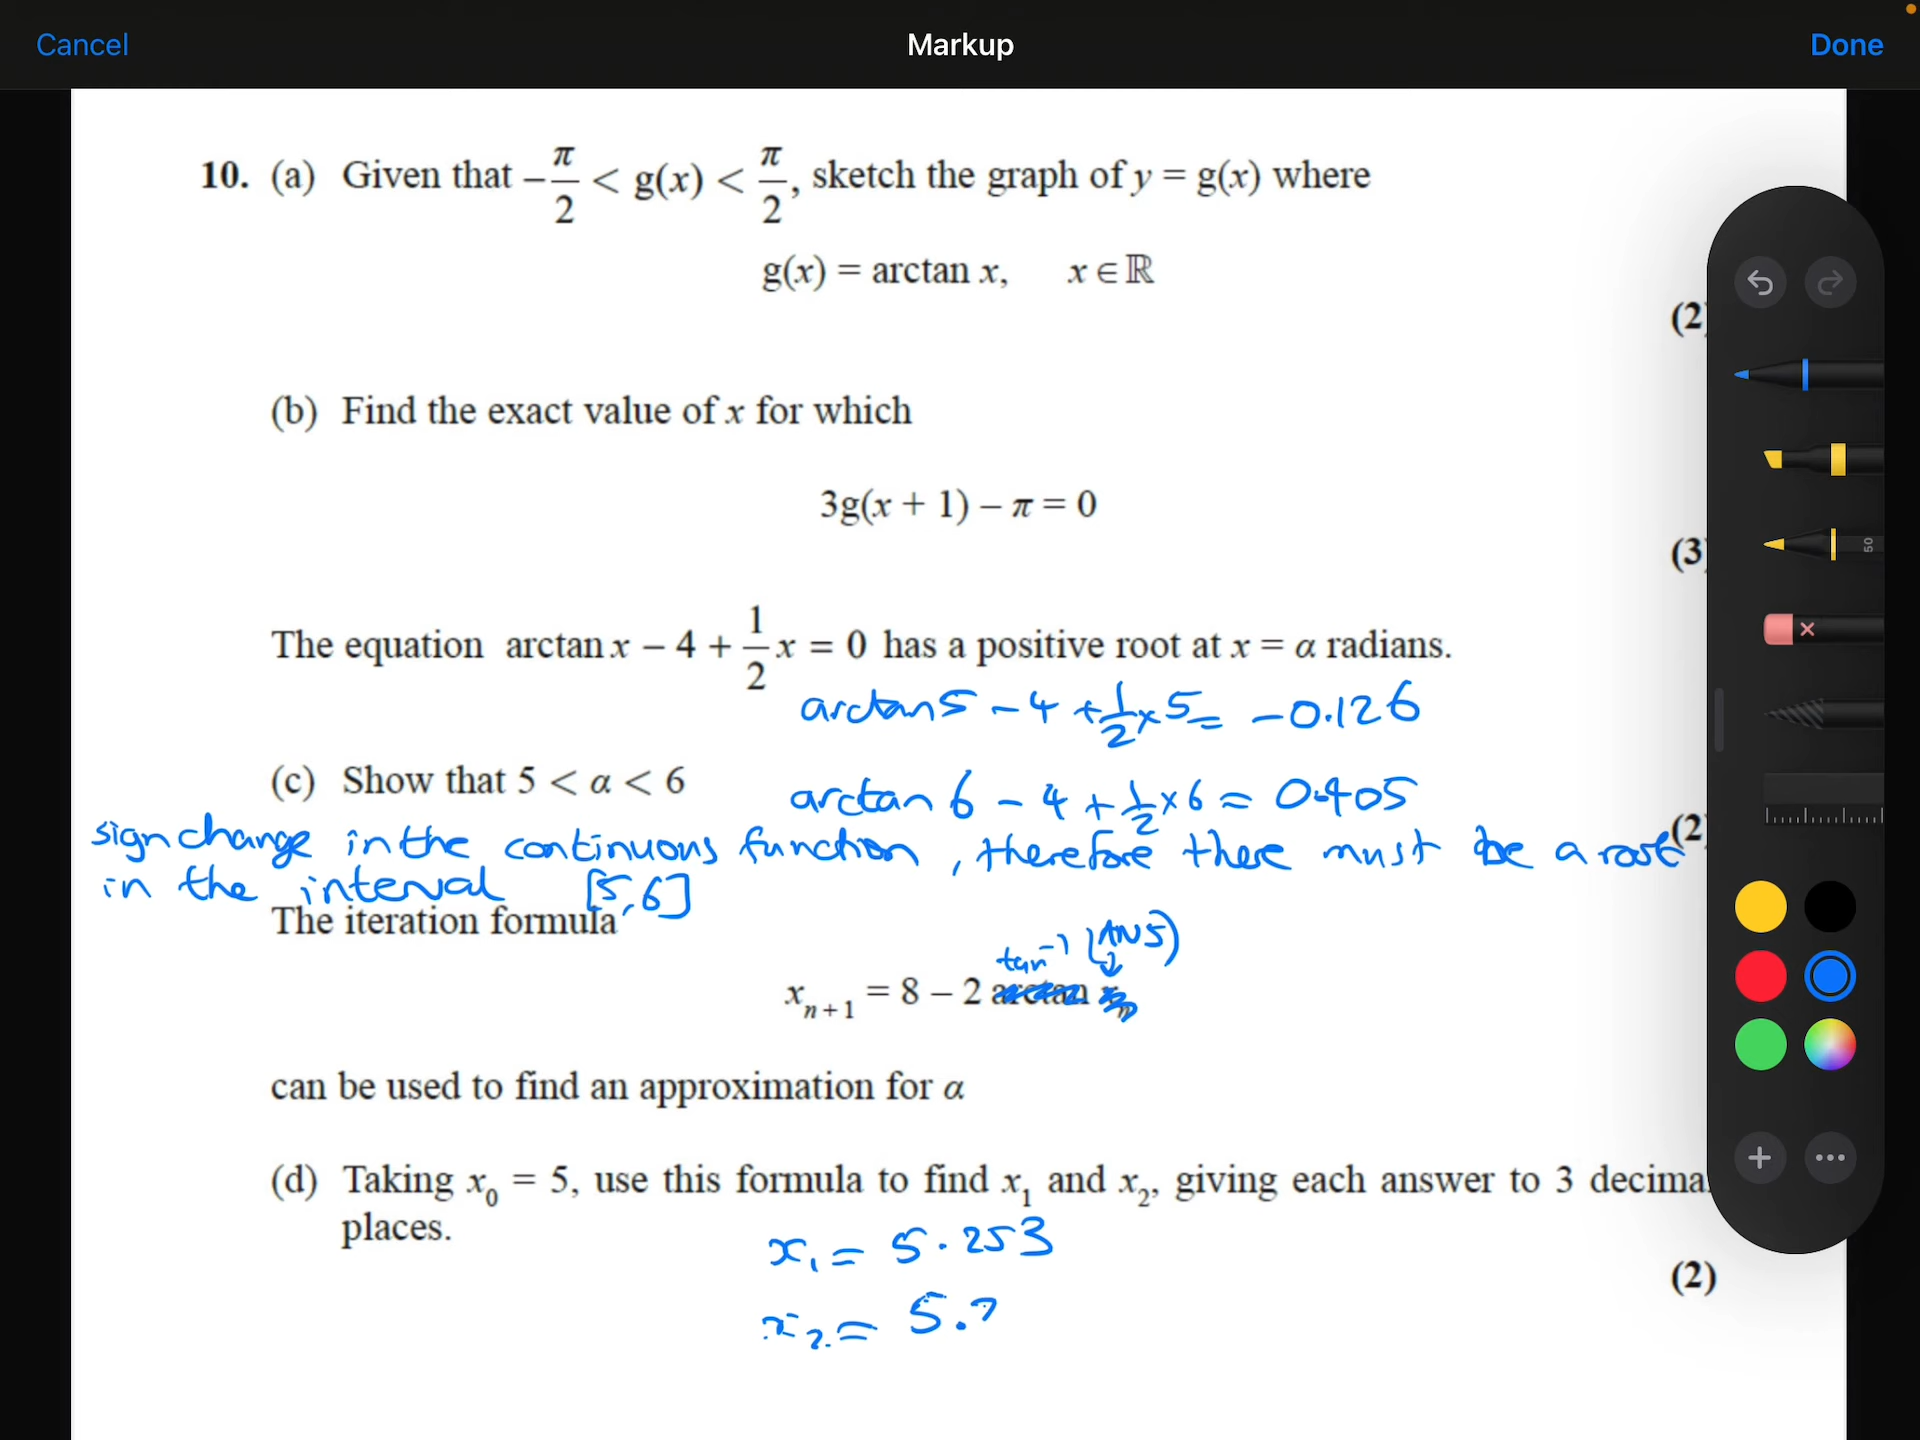 Cancel Markup Done
10. (a) Given that −π/2 < g(x) < π/2, sketch the graph of y = g(x) where
g(x) = arctan x, x ∈ ℝ
(2)
(b) Find the exact value of x for which
3g(x + 1) – π = 0
(3)
50
The equation arctan x − 4 + 1/2 x = 0 has a positive root at x = α radians.
arctan 5 − 4 + 1/2 × 5 = −0.126
(c) Show that 5 < α < 6
arctan 6 − 4 + 1/2 × 6 = 0.405
(2)
sign change in the continuous function, therefore there must be a root
in the interval [5,6]
The iteration formula
tan⁻¹ (ANS)
xₙ₊₁ = 8 – 2 arctan xₙ
can be used to find an approximation for α
(d) Taking x₀ = 5, use this formula to find x₁ and x₂, giving each answer to 3 decima
places.
x₁ = 5.253
(2)
x₂ = 5.2